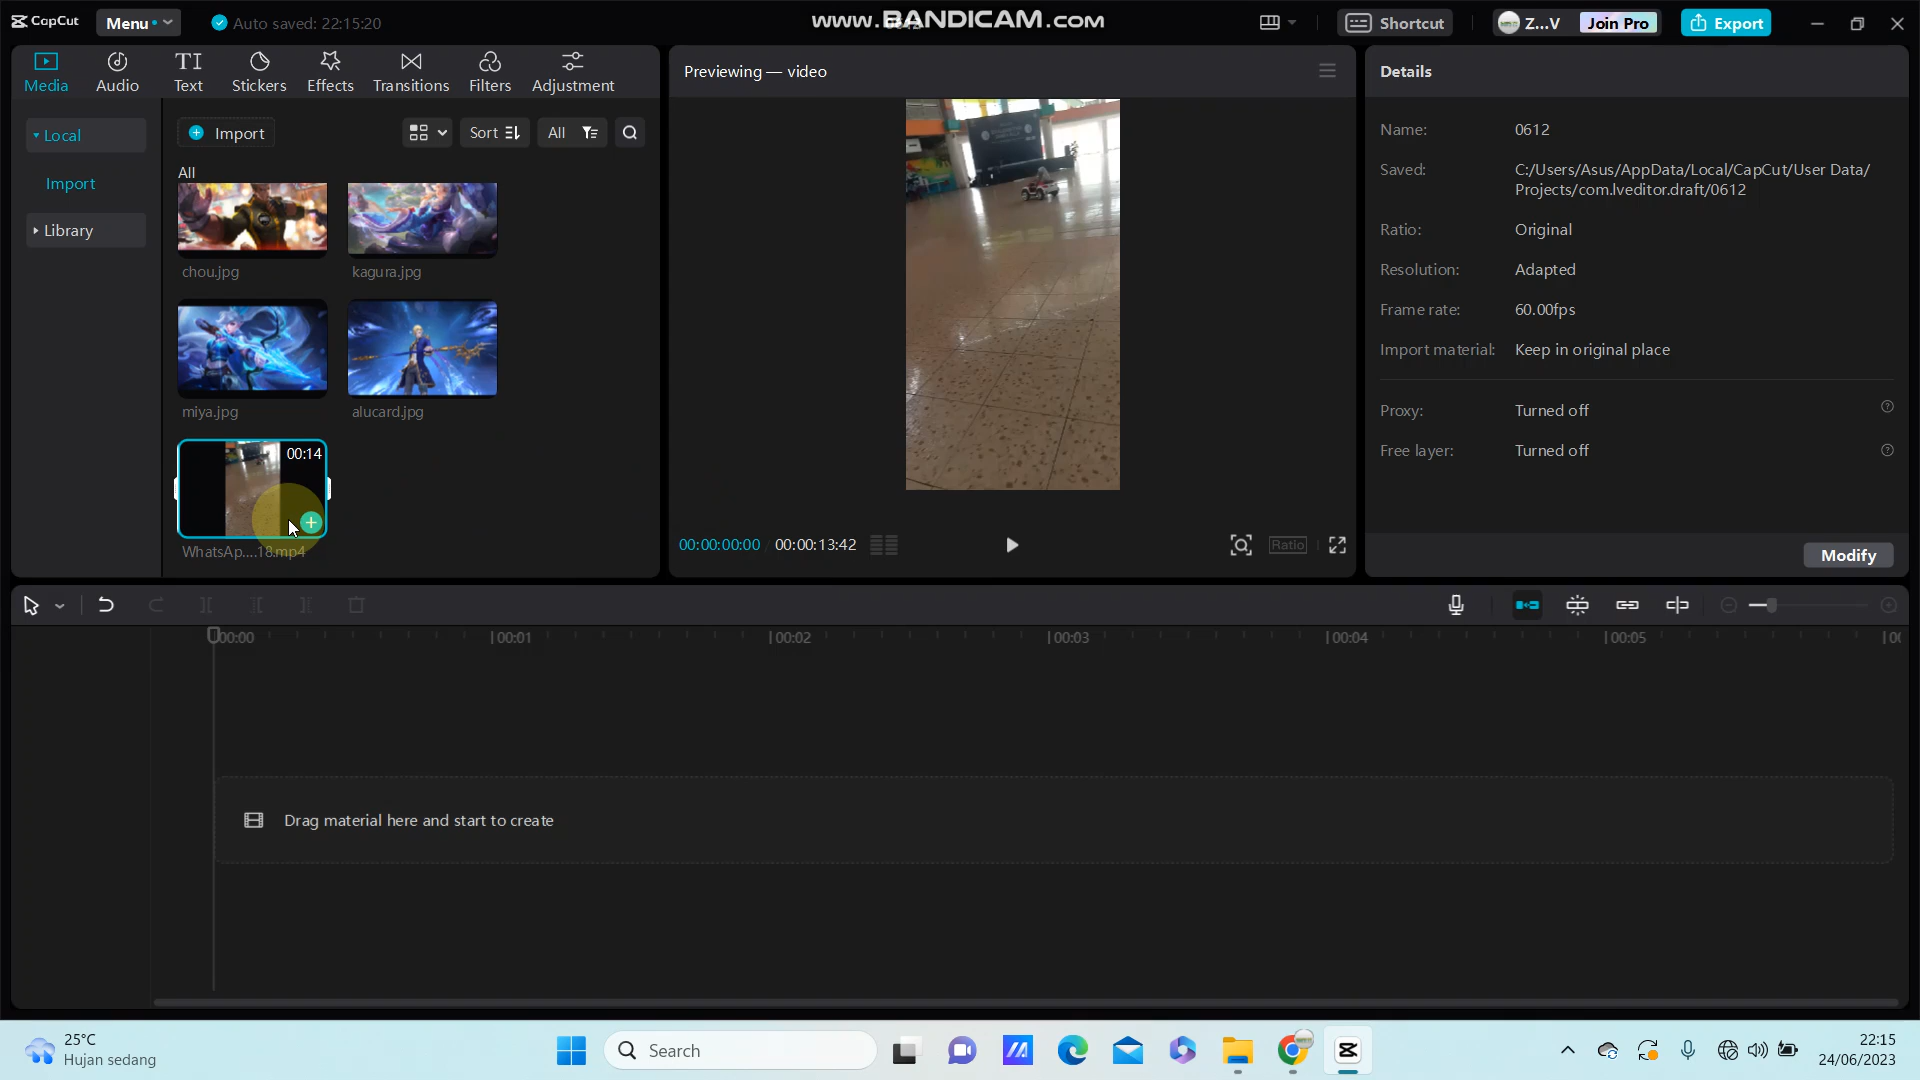 CapCut
Menu
Auto saved: 22:15:20
www.BANDICAM.com
Shortcut
Z...V
Join Pro
Export
Media
Audio
Text
Stickers
Effects
Transitions
Filters
Adjustment
Local
Import
Library
Import
Sort
All
All
chou.jpg
kagura.jpg
miya.jpg
alucard.jpg
00:14
WhatsAp....18.mp4
Previewing — video
00:00:00:00
00:00:13:42
Ratio
Details
Name:
0612
Saved:
C:/Users/Asus/AppData/Local/CapCut/User Data/
Projects/com.lveditor.draft/0612
Ratio:
Original
Resolution:
Adapted
Frame rate:
60.00fps
Import material:
Keep in original place
Proxy:
Turned off
Free layer:
Turned off
Modify
00:00
00:01
00:02
00:03
00:04
00:05
Drag material here and start to create
25°C
Hujan sedang
Search
22:15
24/06/2023